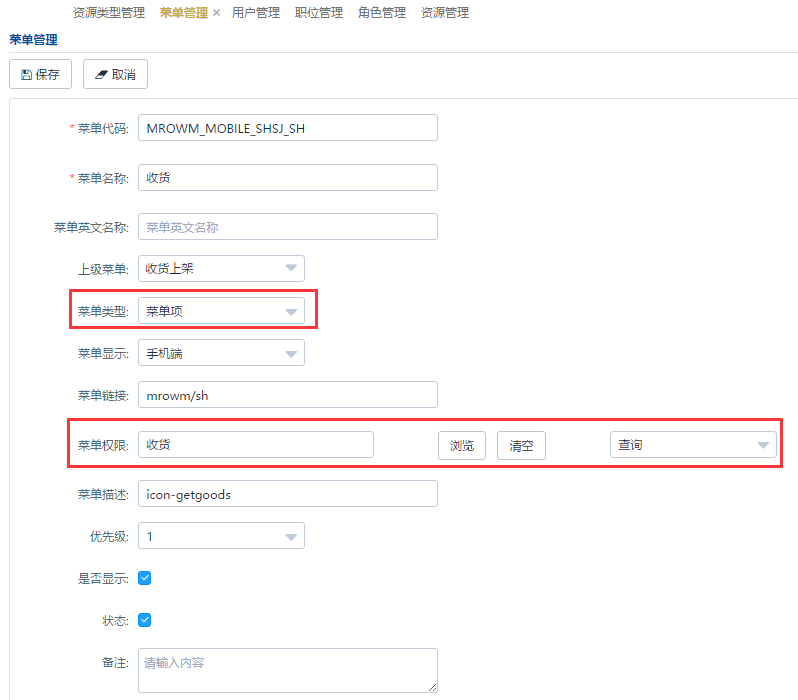 资源类型管理 菜单管理 × 用户管理 职位管理 角色管理 资源管理
菜单管理
保存 取消
* 菜单代码: MROWM_MOBILE_SHSJ_SH
* 菜单名称: 收货
菜单英文名称: 菜单英文名称
上级菜单: 收货上架
菜单类型: 菜单项
菜单显示: 手机端
菜单链接: mrowm/sh
菜单权限: 收货 浏览 清空 查询
菜单描述: icon-getgoods
优先级: 1
是否显示:
状态:
备注: 请输入内容